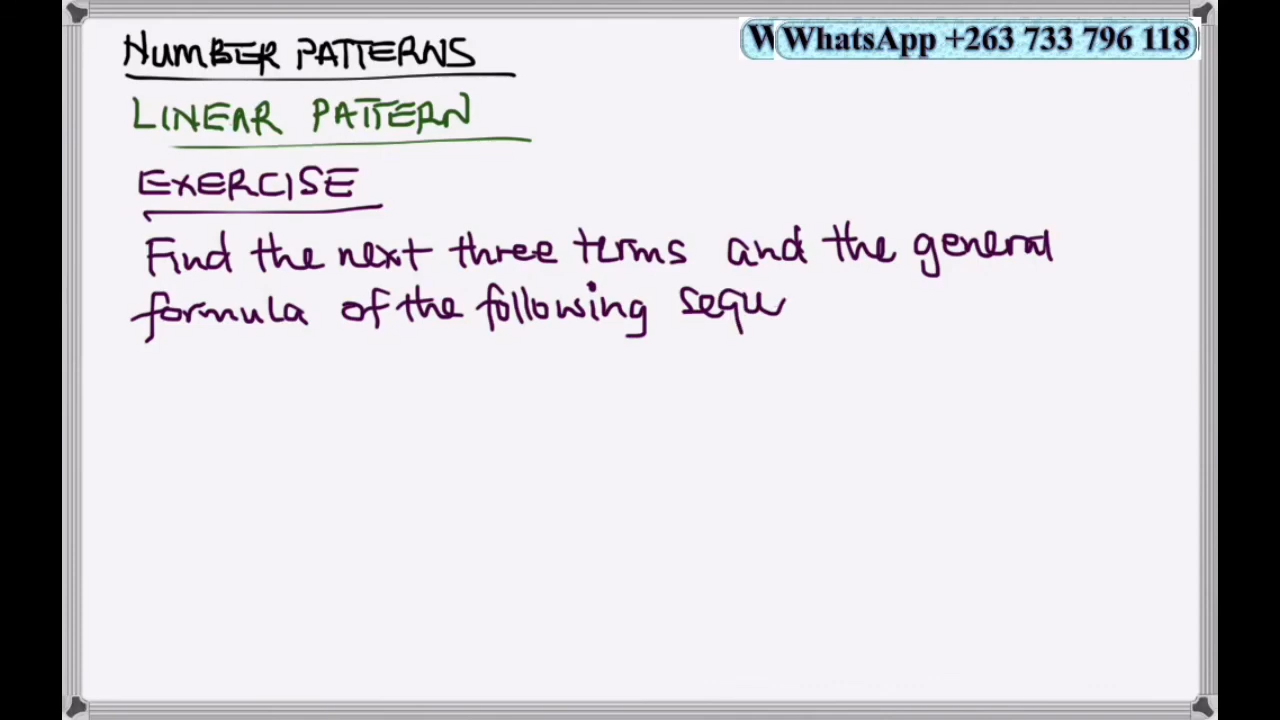 NUMBER PATTERNS
W WhatsApp +263 733 796 118
LINEAR PATTERN
EXERCISE
Find the next three terms and the general
formula of the following sequ